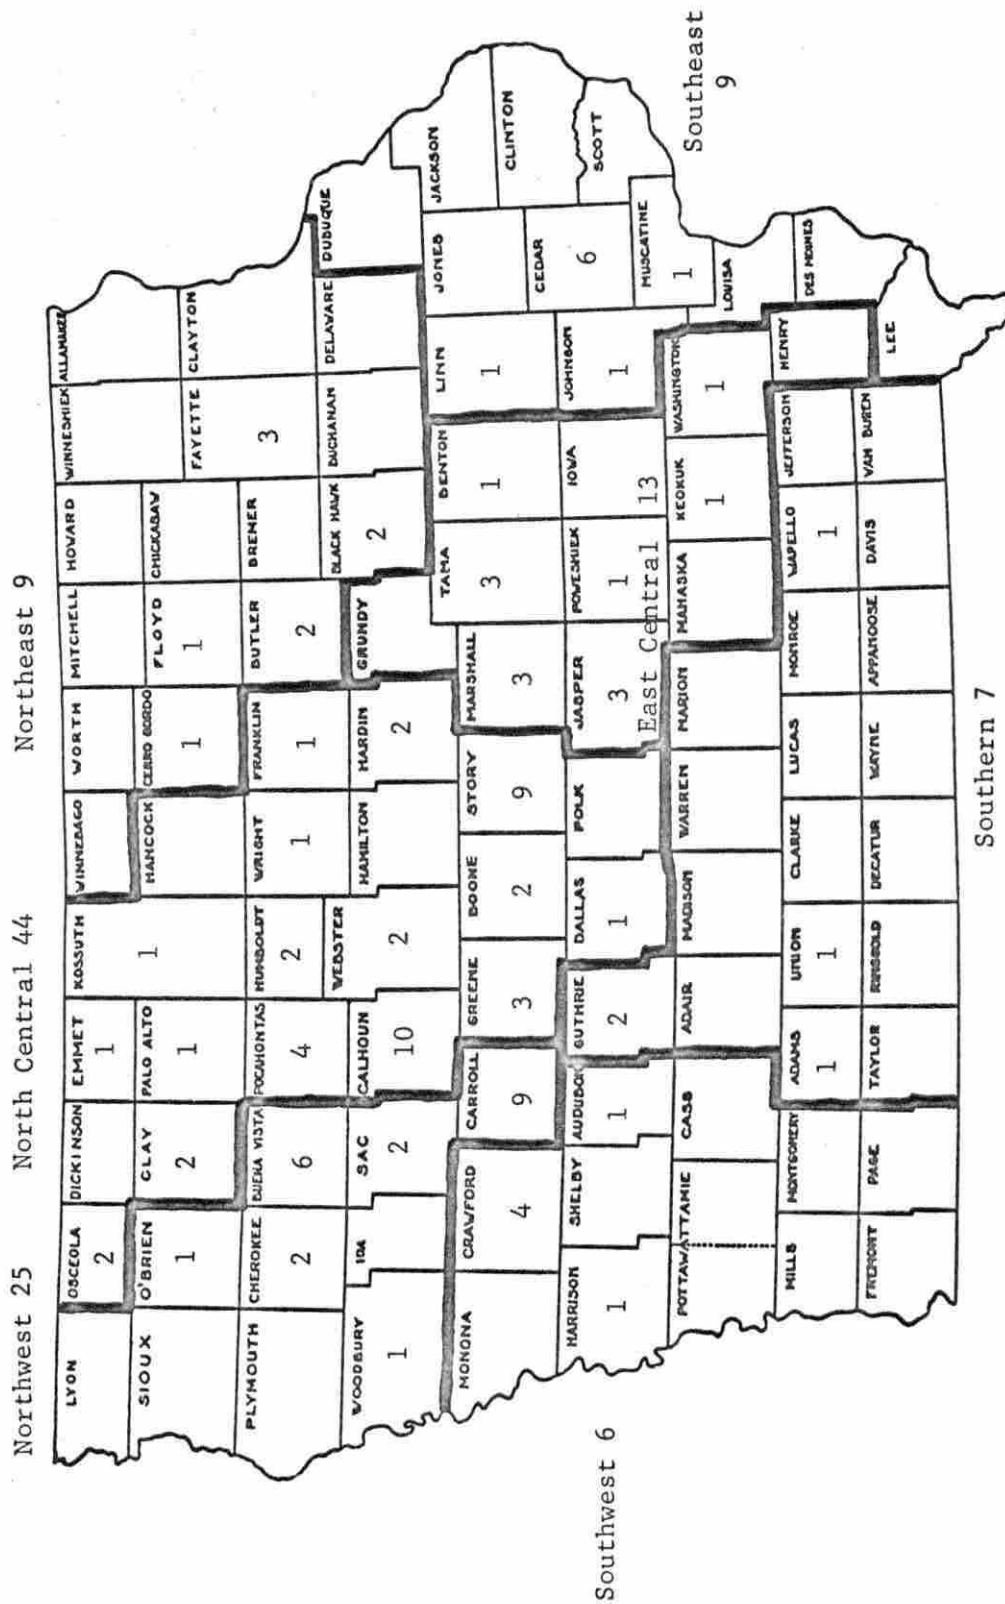 Northwest 25 North Central 44 Northeast 9
LYON OSCEOLA 2 DICKINSON EMMET 1 KOSSUTH 1 WINNEBAGO WORTH MITCHELL HOWARD WINNESHIEK ALLAMAKEE
SIOUX O'BRIEN 1 CLAY 2 PALO ALTO 1 HANCOCK CERRO GORDO 1 FLOYD 1 CHICKASAW FAYETTE 3 CLAYTON
PLYMOUTH CHEROKEE 2 BUENA VISTA 6 POCAHONTAS 4 HUMBOLDT 2 WRIGHT 1 FRANKLIN 1 BUTLER 2 BREMER
WOODBURY 1 IDA SAC 2 CALHOUN 10 WEBSTER 2 HAMILTON HARDIN 2 GRUNDY BLACK HAWK 2 BUCHANAN DELAWARE DUBUQUE
MONONA CRAWFORD 4 CARROLL 9 GREENE 3 BOONE 2 STORY 9 MARSHALL 3 TAMA 3 BENTON 1 LINN 1 JONES JACKSON
HARRISON 1 SHELBY AUDUBON 1 GUTHRIE 2 DALLAS 1 POLK JASPER 3 POWESHIEK 1 IOWA JOHNSON 1 CEDAR 6 CLINTON
SCOTT
MUSCATINE 1
East Central 13
POTTAWATTAMIE CASS ADAIR MADISON WARREN MARION MAHASKA KEOKUK 1 WASHINGTON 1 LOUISA
MILLS MONTGOMERY ADAMS 1 UNION 1 CLARKE LUCAS MONROE WAPELLO 1 JEFFERSON HENRY DES MOINES
FREMONT PAGE TAYLOR RINGGOLD DECATUR WAYNE APPANOOSE DAVIS VAN BUREN LEE
Southwest 6
Southern 7
Southeast
9